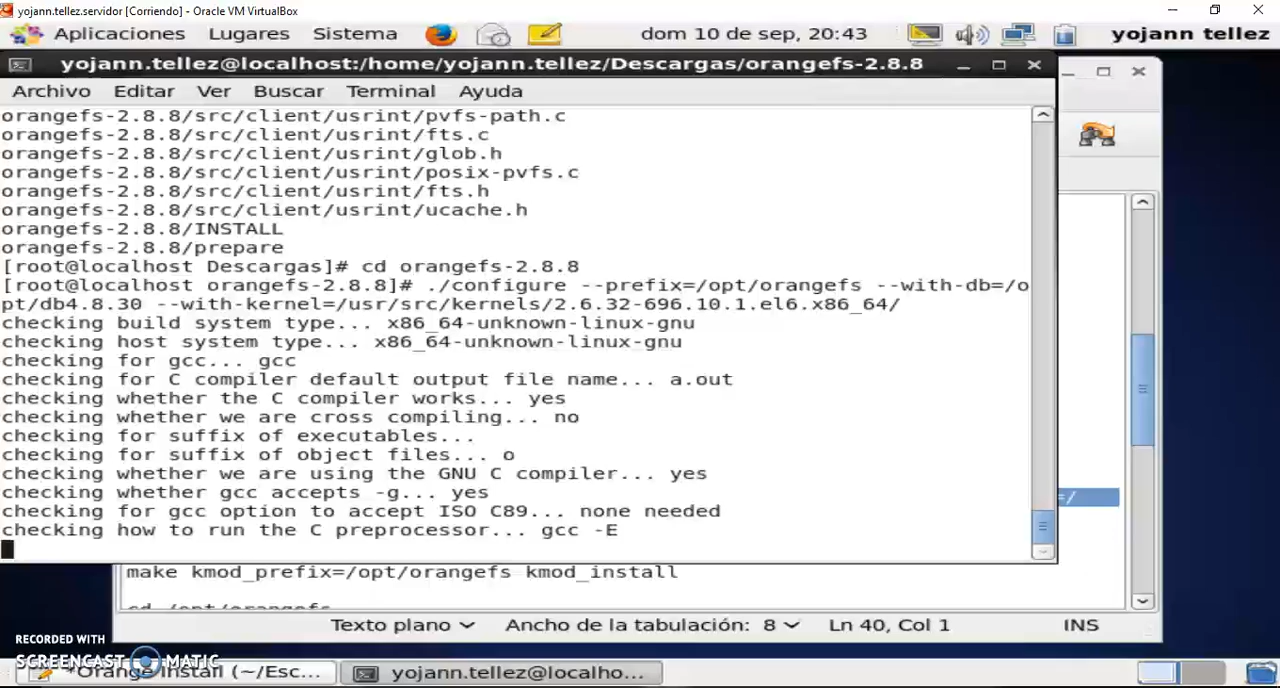 yojann.tellez.servidor [Corriendo] - Oracle VM VirtualBox
Aplicaciones Lugares Sistema dom 10 de sep, 20:43 yojann tellez
yojann.tellez@localhost:/home/yojann.tellez/Descargas/orangefs-2.8.8
Archivo Editar Ver Buscar Terminal Ayuda
orangefs-2.8.8/src/client/usrint/pvfs-path.c
orangefs-2.8.8/src/client/usrint/fts.c
orangefs-2.8.8/src/client/usrint/glob.h
orangefs-2.8.8/src/client/usrint/posix-pvfs.c
orangefs-2.8.8/src/client/usrint/fts.h
orangefs-2.8.8/src/client/usrint/ucache.h
orangefs-2.8.8/INSTALL
orangefs-2.8.8/prepare
[root@localhost Descargas]# cd orangefs-2.8.8
[root@localhost orangefs-2.8.8]# ./configure --prefix=/opt/orangefs --with-db=/o
pt/db4.8.30 --with-kernel=/usr/src/kernels/2.6.32-696.10.1.el6.x86_64/
checking build system type... x86_64-unknown-linux-gnu
checking host system type... x86_64-unknown-linux-gnu
checking for gcc... gcc
checking for C compiler default output file name... a.out
checking whether the C compiler works... yes
checking whether we are cross compiling... no
checking for suffix of executables...
checking for suffix of object files... o
checking whether we are using the GNU C compiler... yes
checking whether gcc accepts -g... yes
=/
checking for gcc option to accept ISO C89... none needed
checking how to run the C preprocessor... gcc -E
make kmod_prefix=/opt/orangefs kmod_install
cd /opt/orangefs
Texto plano Ancho de la tabulación: 8 Ln 40, Col 1 INS
RECORDED WITH
SCREENCAST MATIC
*Orange Install (~/Esc... yojann.tellez@localho...